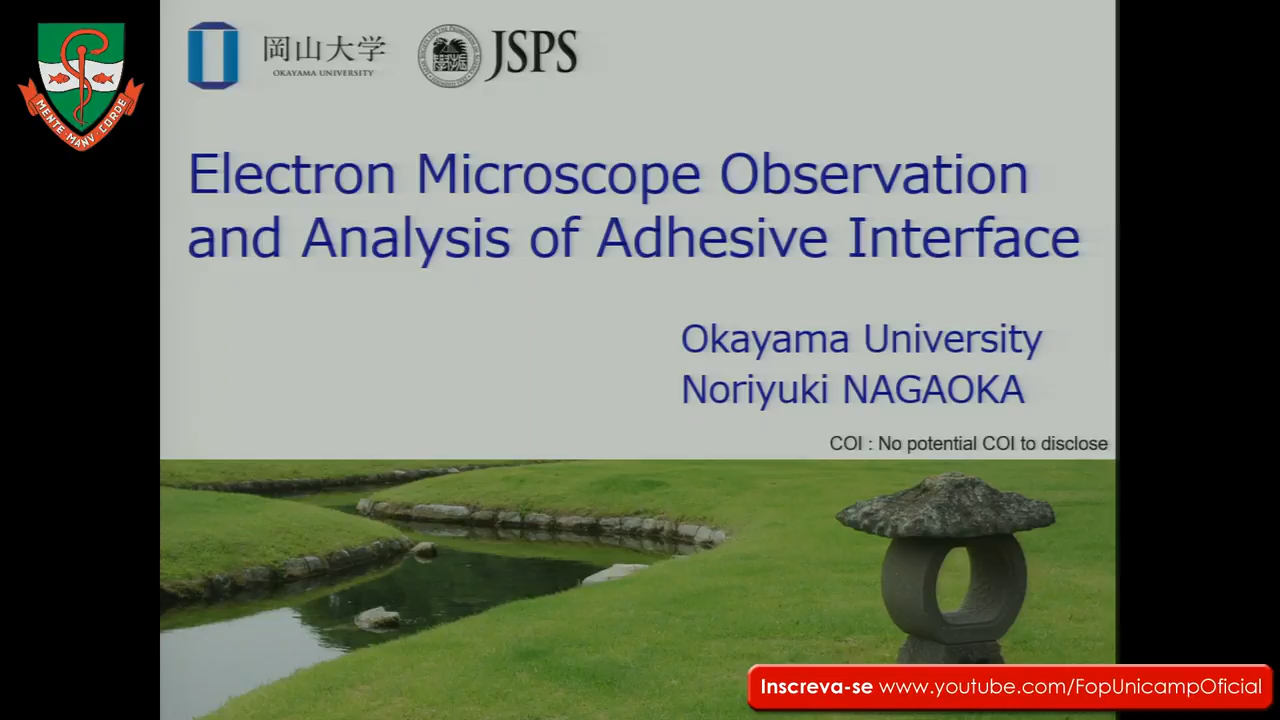 MENTE MANV CORDE
岡山大学
OKAYAMA UNIVERSITY
JSPS
Electron Microscope Observation
and Analysis of Adhesive Interface
Okayama University
Noriyuki NAGAOKA
COI : No potential COI to disclose
Inscreva-se www.youtube.com/FopUnicampOficial